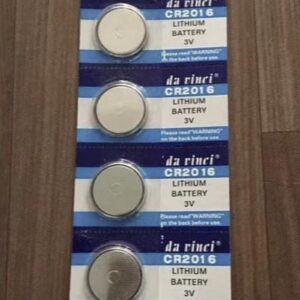 da vinci
CR2016
LITHIUM
BATTERY
3V
Please read "WARNING"
on the back before use
da vinci
CR2016
LITHIUM
BATTERY
3V
Please read "WARNING"
on the back before use
da vinci
CR2016
LITHIUM
BATTERY
3V
Please read "WARNING"
on the back before use
da vinci
CR2016
LITHIUM
BATTERY
3V